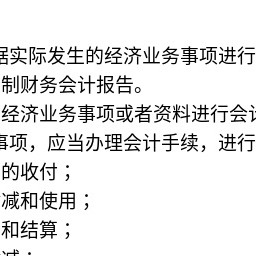 据实际发生的经济业务事项进行
制财务会计报告。
经济业务事项或者资料进行会计
事项，应当办理会计手续，进行
的收付；
减和使用；
和结算；